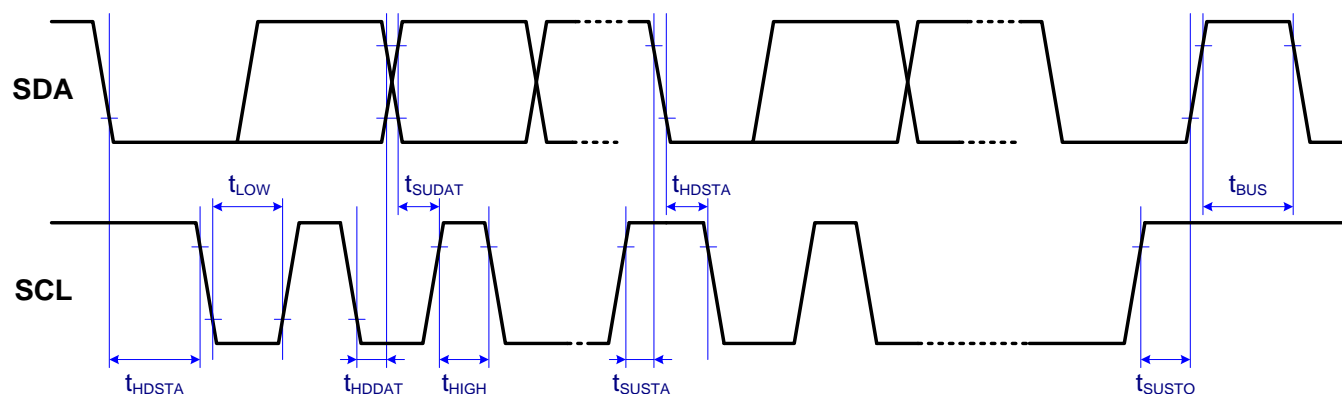 SDA
tLOW tSUDAT tHDSTA tBUS
SCL
tHDSTA tHDDAT tHIGH tSUSTA tSUSTO